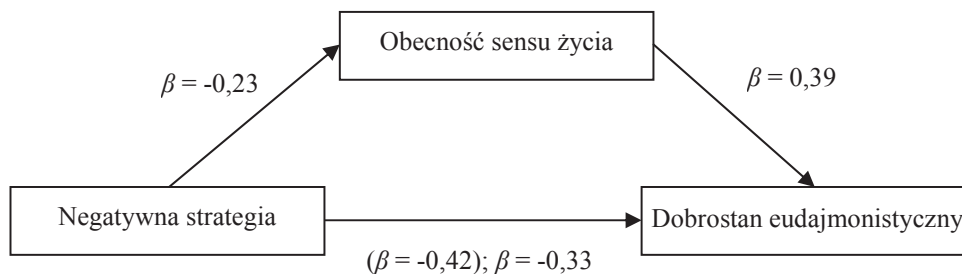 Obecność sensu życia
β = -0,23
β = 0,39
Negatywna strategia
Dobrostan eudajmonistyczny
(β = -0,42); β = -0,33